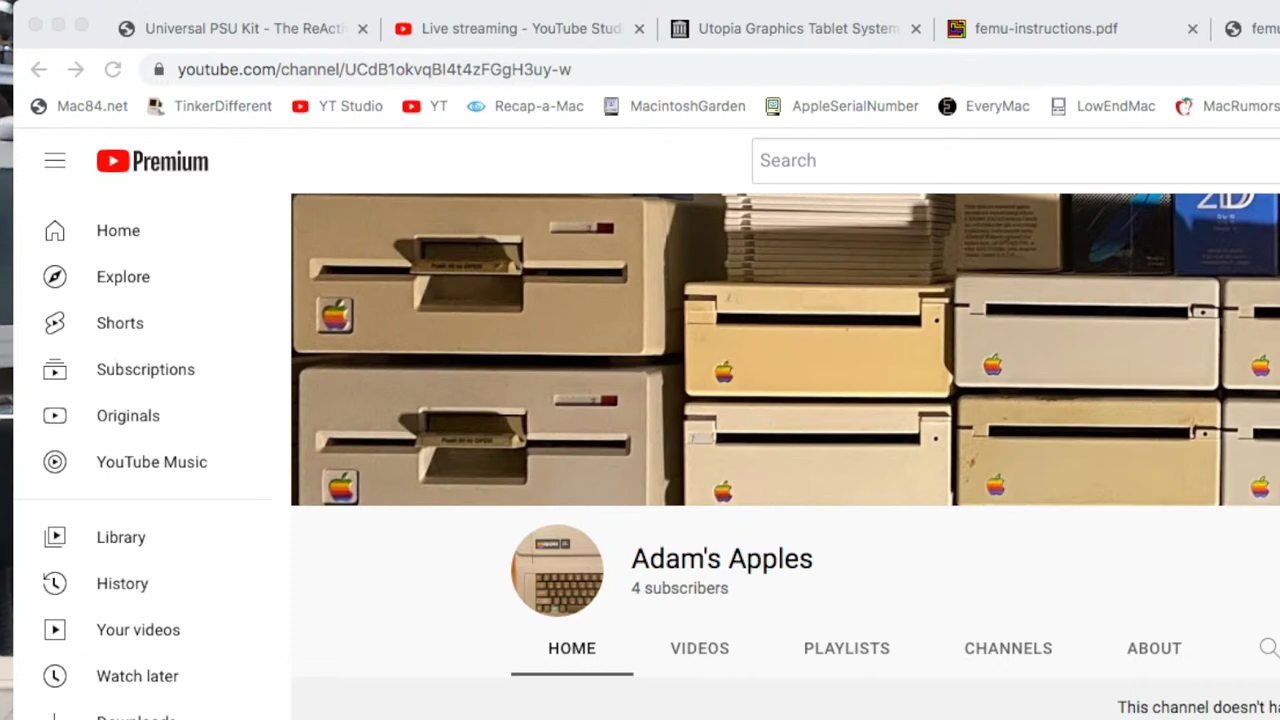 Universal PSU Kit - The ReActi
Live streaming - YouTube Stud
Utopia Graphics Tablet System
femu-instructions.pdf
femu
youtube.com/channel/UCdB1okvqBl4t4zFGgH3uy-w
Mac84.net
TinkerDifferent
YT Studio
YT
Recap-a-Mac
MacintoshGarden
AppleSerialNumber
EveryMac
LowEndMac
MacRumors
Premium
Search
Home
Explore
Shorts
Subscriptions
Originals
YouTube Music
Library
History
Your videos
Watch later
Downloads
Adam's Apples
4 subscribers
HOME
VIDEOS
PLAYLISTS
CHANNELS
ABOUT
This channel doesn't ha